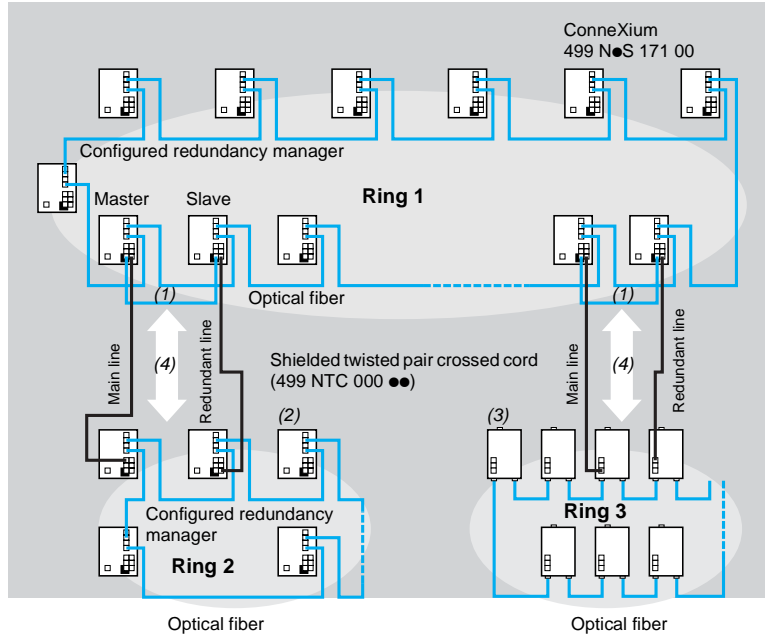 ConneXium
499 N●S 171 00
Configured redundancy manager
Ring 1
Master
Slave
Optical fiber
(1)
(1)
Main line
(4)
Redundant line
Shielded twisted pair crossed cord
(499 NTC 000 ●●)
Main line
(4)
Redundant line
(2)
(3)
Configured redundancy
manager
Ring 2
Ring 3
Optical fiber
Optical fiber